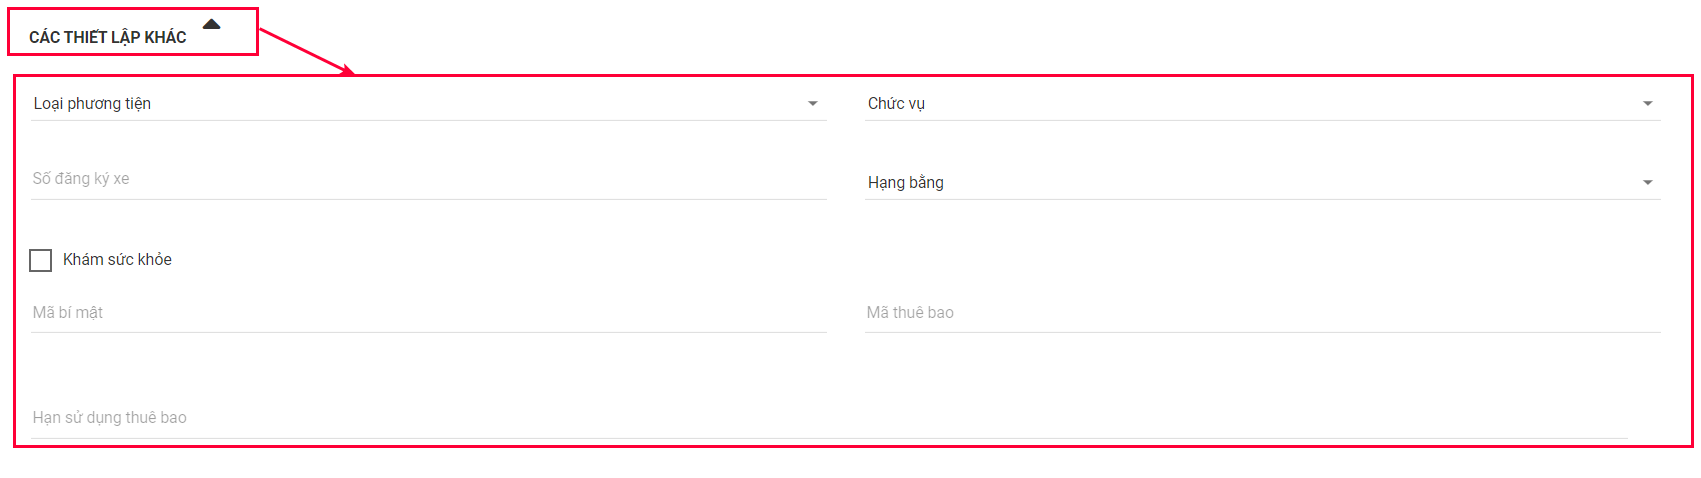 CÁC THIẾT LẬP KHÁC
Loại phương tiện
Chức vụ
Số đăng ký xe
Hạng bằng
Khám sức khỏe
Mã bí mật
Mã thuê bao
Hạn sử dụng thuê bao